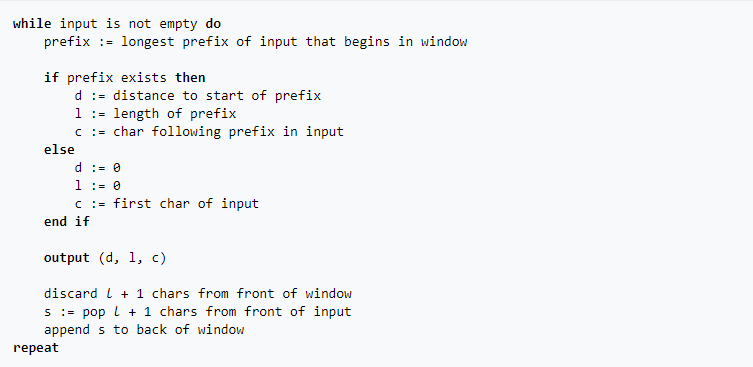 while input is not empty do
prefix := longest prefix of input that begins in window
if prefix exists then
d := distance to start of prefix
l := length of prefix
c := char following prefix in input
else
d := 0
l := 0
c := first char of input
end if
output (d, l, c)
discard l + 1 chars from front of window
s := pop l + 1 chars from front of input
append s to back of window
repeat